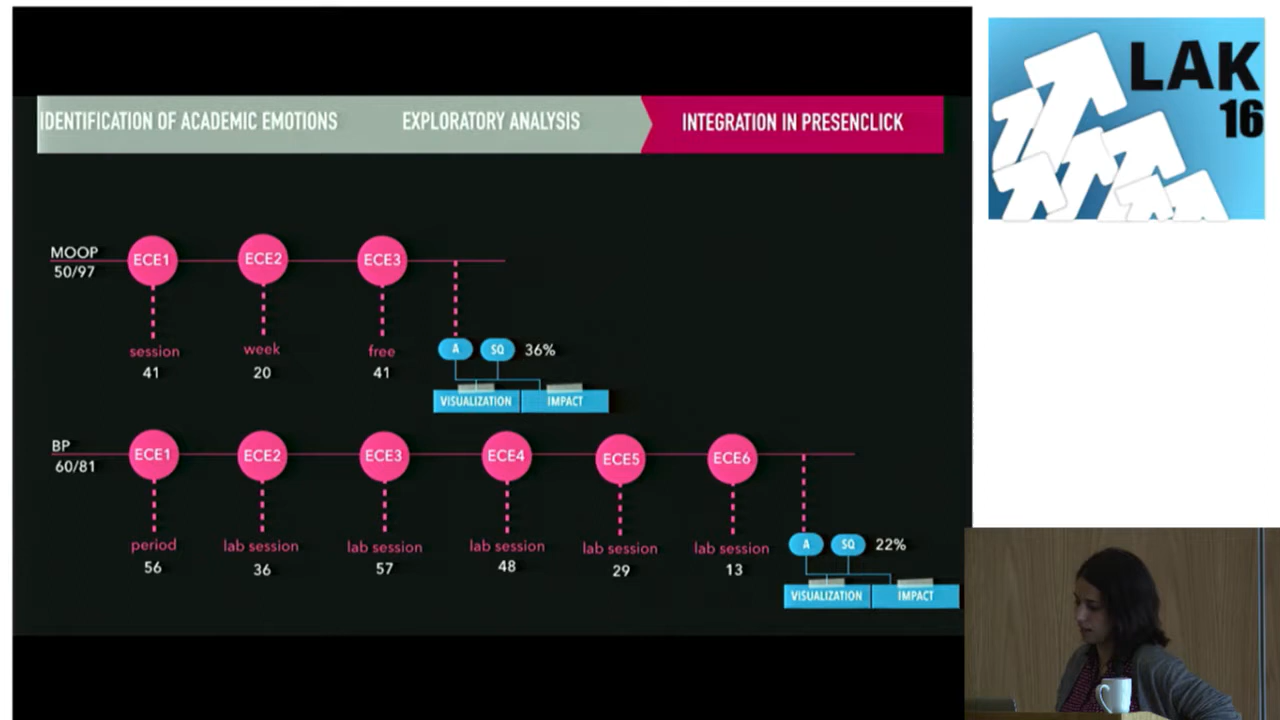 IDENTIFICATION OF ACADEMIC EMOTIONS EXPLORATORY ANALYSIS INTEGRATION IN PRESENCLICK
LAK
16
MOOP
50/97
ECE1 ECE2 ECE3
session week free
41 20 41
A SQ 36%
VISUALIZATION IMPACT
BP
60/81
ECE1 ECE2 ECE3 ECE4 ECE5 ECE6
period lab session lab session lab session lab session lab session
56 36 57 48 29 13
A SQ 22%
VISUALIZATION IMPACT